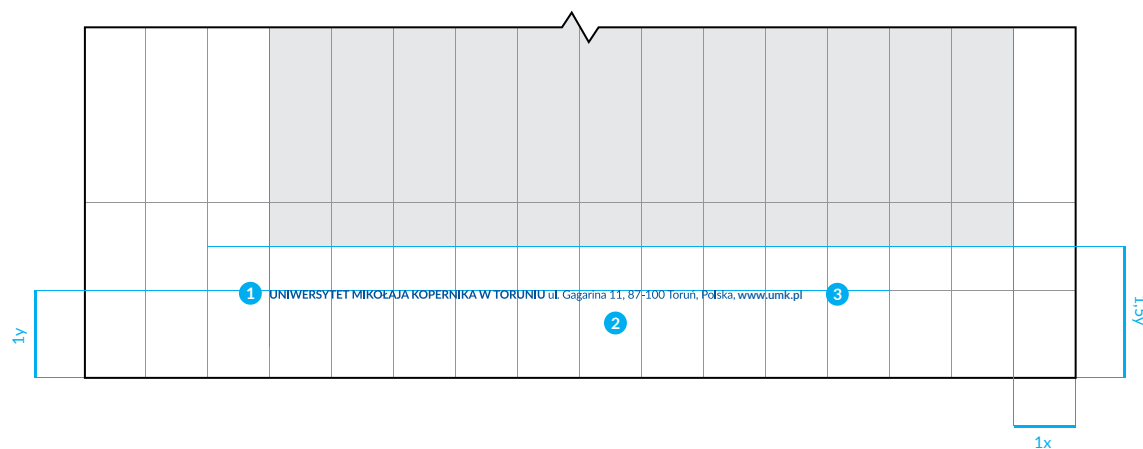 1 UNIWERSYTET MIKOŁAJA KOPERNIKA W TORUNIU ul. Gagarina 11, 87-100 Toruń, Polska, www.umk.pl 3
2
1y
1,5y
1x